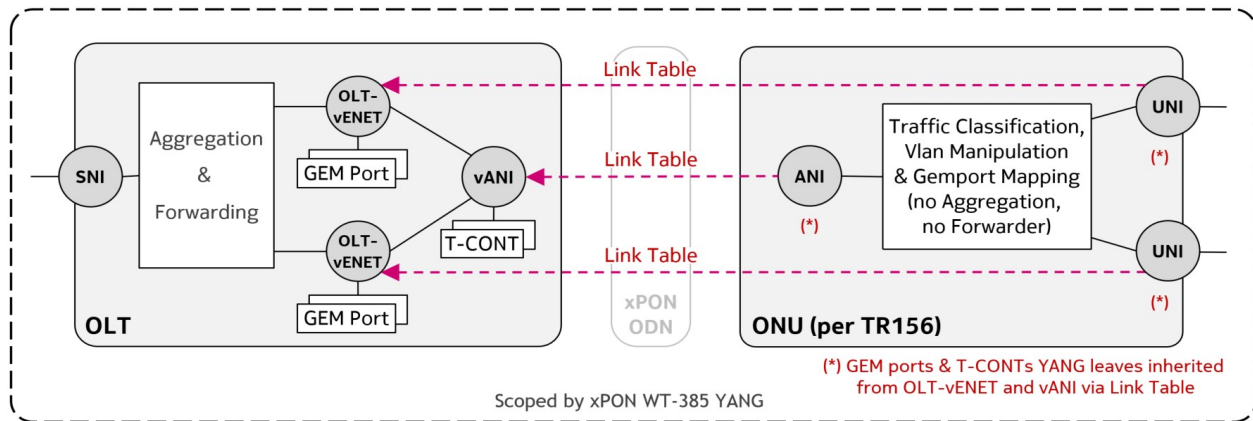 Link Table
OLT-
vENET
UNI
Aggregation
&
Forwarding
GEM Port
Traffic Classification,
Vlan Manipulation
& Gemport Mapping
(no Aggregation,
no Forwarder)
(*)
Link Table
SNI
vANI
ANI
(*)
T-CONT
OLT-
vENET
Link Table
UNI
GEM Port
(*)
xPON
ODN
OLT
ONU (per TR156)
(*) GEM ports & T-CONTs YANG leaves inherited
from OLT-vENET and vANI via Link Table
Scoped by xPON WT-385 YANG